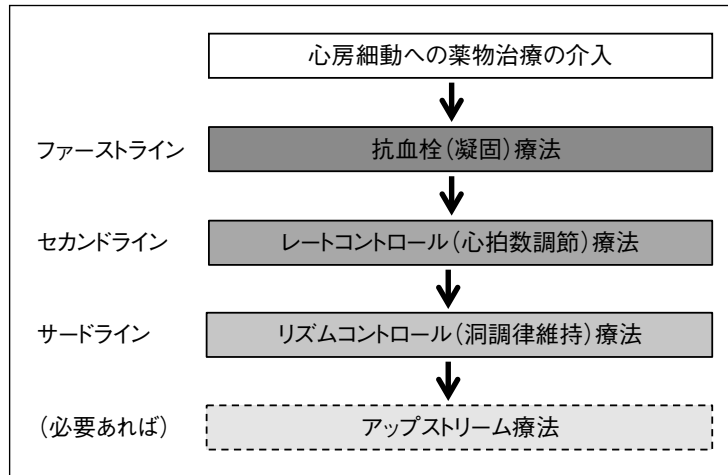 心房細動への薬物治療の介入
ファーストライン 抗血栓（凝固）療法
セカンドライン レートコントロール（心拍数調節）療法
サードライン リズムコントロール（洞調律維持）療法
（必要あれば） アップストリーム療法